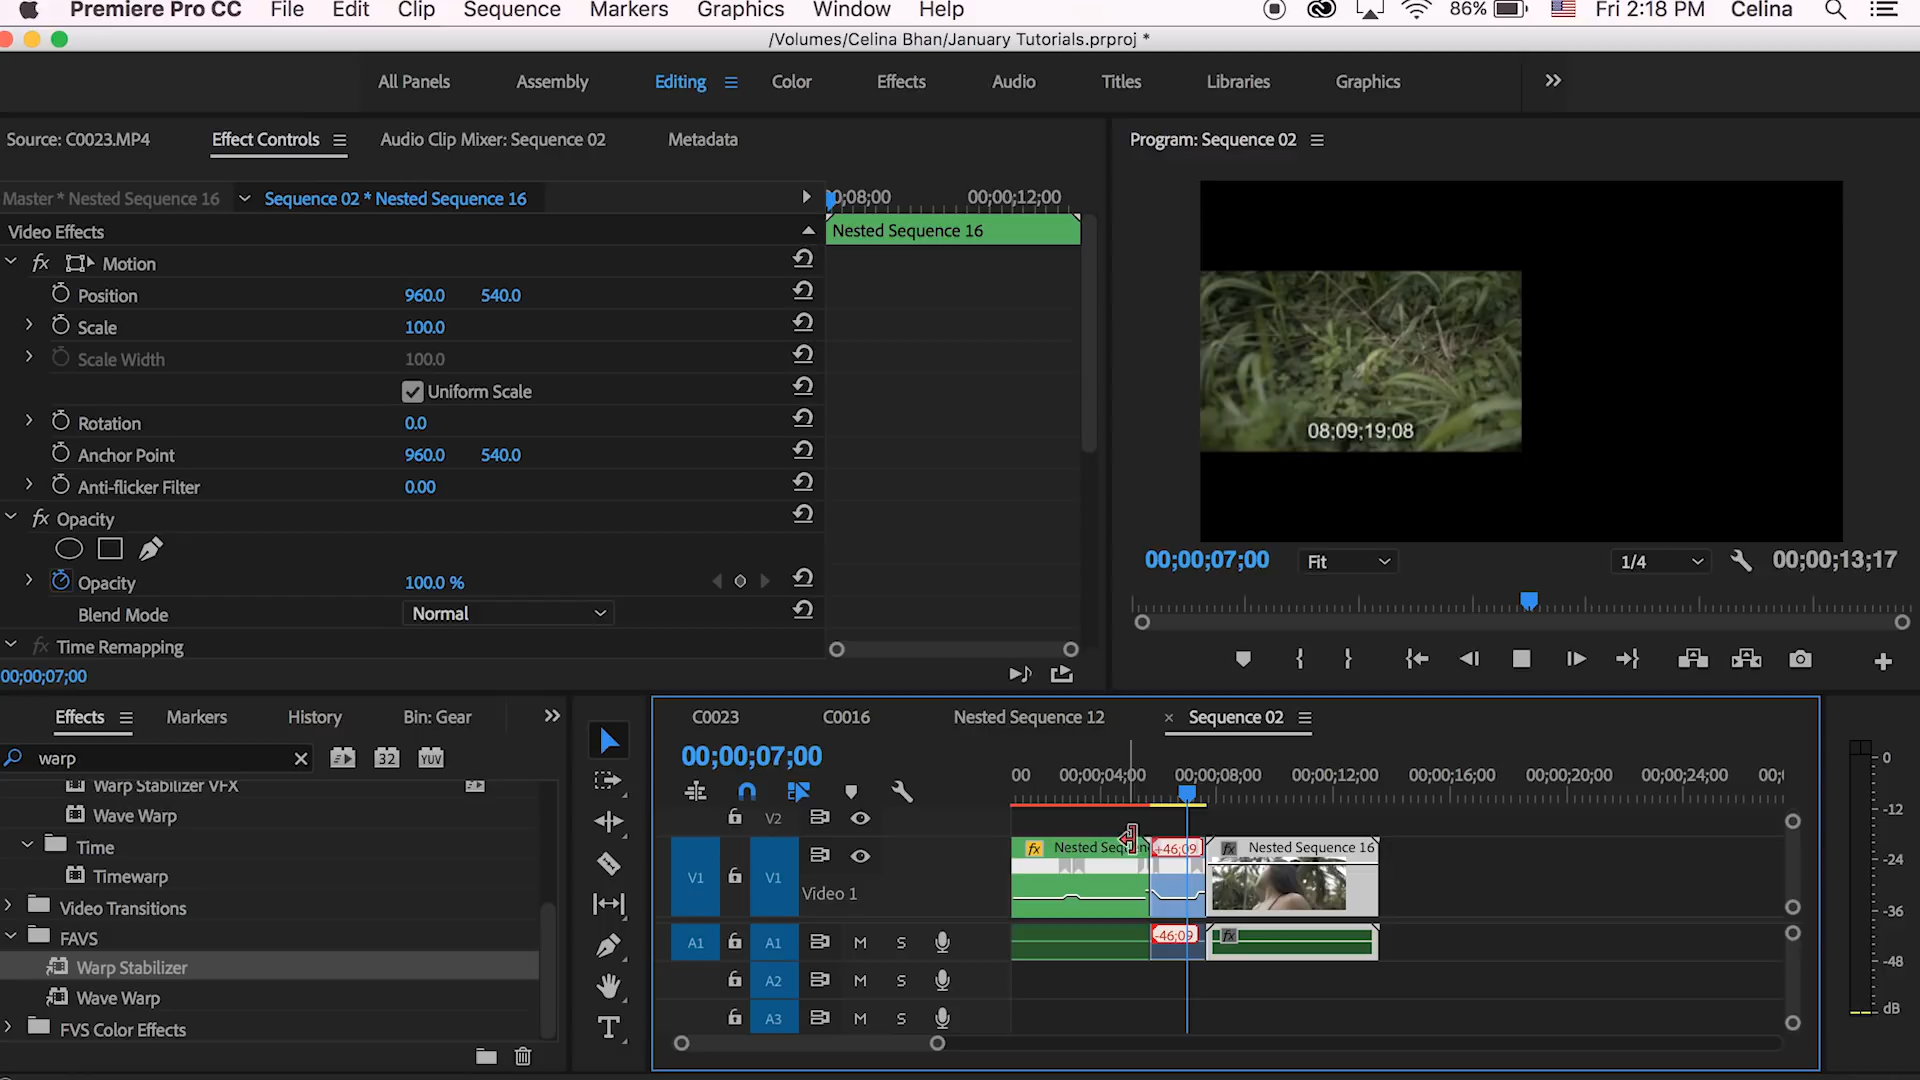 Premiere Pro CC File Edit Clip Sequence Markers Graphics Window Help 86% Fri 2:18 PM Celina
/Volumes/Celina Bhan/January Tutorials.prproj *
All Panels Assembly Editing Color Effects Audio Titles Libraries Graphics
Source: C0023.MP4 Effect Controls Audio Clip Mixer: Sequence 02 Metadata
Program: Sequence 02
Master * Nested Sequence 16 Sequence 02 * Nested Sequence 16
0;08;00 00;00;12;00
Video Effects
Nested Sequence 16
fx Motion
Position 960.0 540.0
Scale 100.0
Scale Width 100.0
Uniform Scale
Rotation 0.0
Anchor Point 960.0 540.0
Anti-flicker Filter 0.00
fx Opacity
Opacity 100.0 %
Blend Mode Normal
fx Time Remapping
00;00;07;00
08;09;19;08
00;00;07;00 Fit 1/4 00;00;13;17
Effects Markers History Bin: Gear
warp
32 YUV
Warp Stabilizer VFX
Wave Warp
Time
Timewarp
Video Transitions
FAVS
Warp Stabilizer
Wave Warp
FVS Color Effects
T
C0023 C0016 Nested Sequence 12 × Sequence 02
00;00;07;00
00 00;00;04;00 00;00;08;00 00;00;12;00 00;00;16;00 00;00;20;00 00;00;24;00 00;
V2
fx Nested Sequen +46;09 fx Nested Sequence 16
V1 V1 Video 1
A1 A1 M S -46;09 fx
A2 M S
A3 M S
0
-12
-24
-36
-48
dB